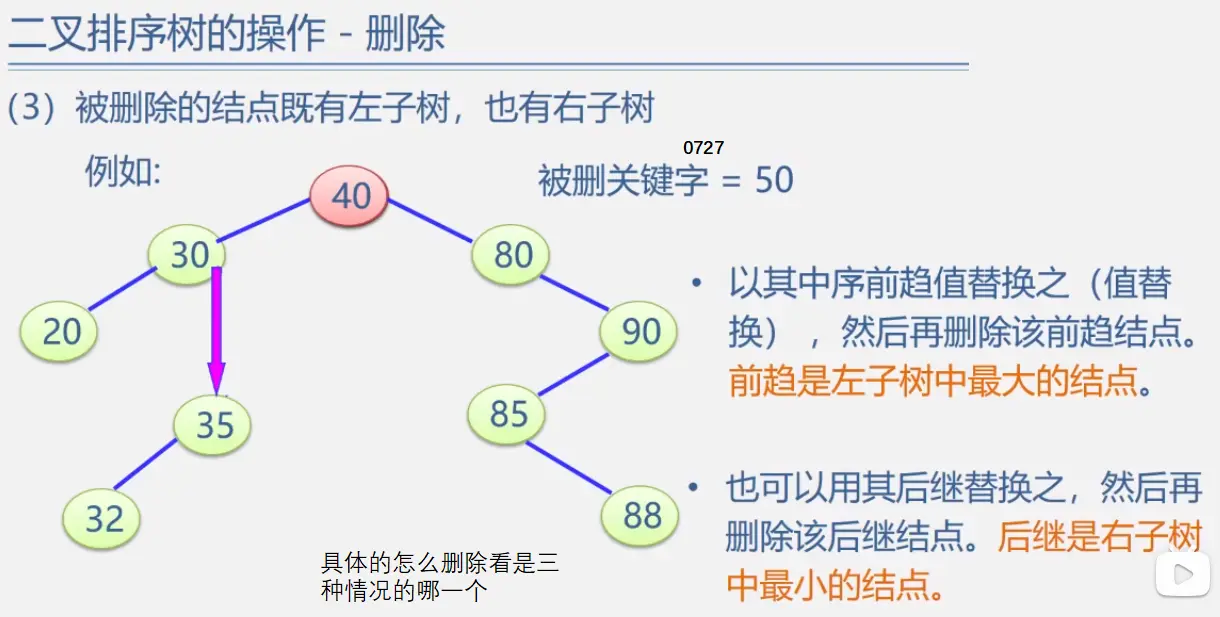 二叉排序树的操作 - 删除
(3) 被删除的结点既有左子树，也有右子树
例如:
0727
被删关键字 = 50
40
30
80
20
90
35
85
32
88
• 以其中序前趋值替换之（值替
换），然后再删除该前趋结点。
前趋是左子树中最大的结点。
• 也可以用其后继替换之，然后再
删除该后继结点。后继是右子树
中最小的结点。
具体的怎么删除看是三
种情况的哪一个